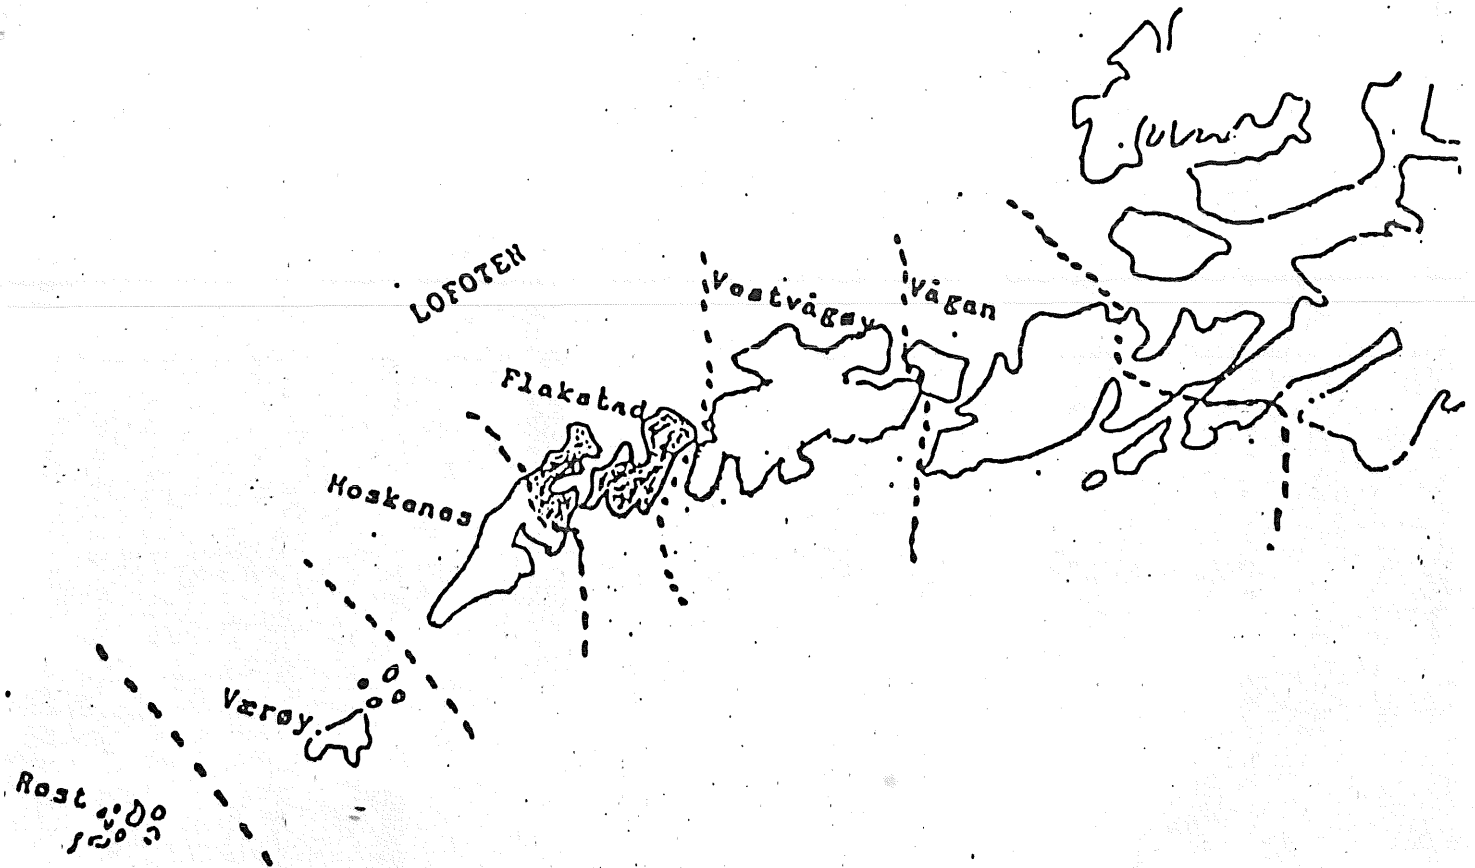 LOFOTEN
Vestvågøy
Vågan
Flakstad
Moskenes
Værøy
Røst